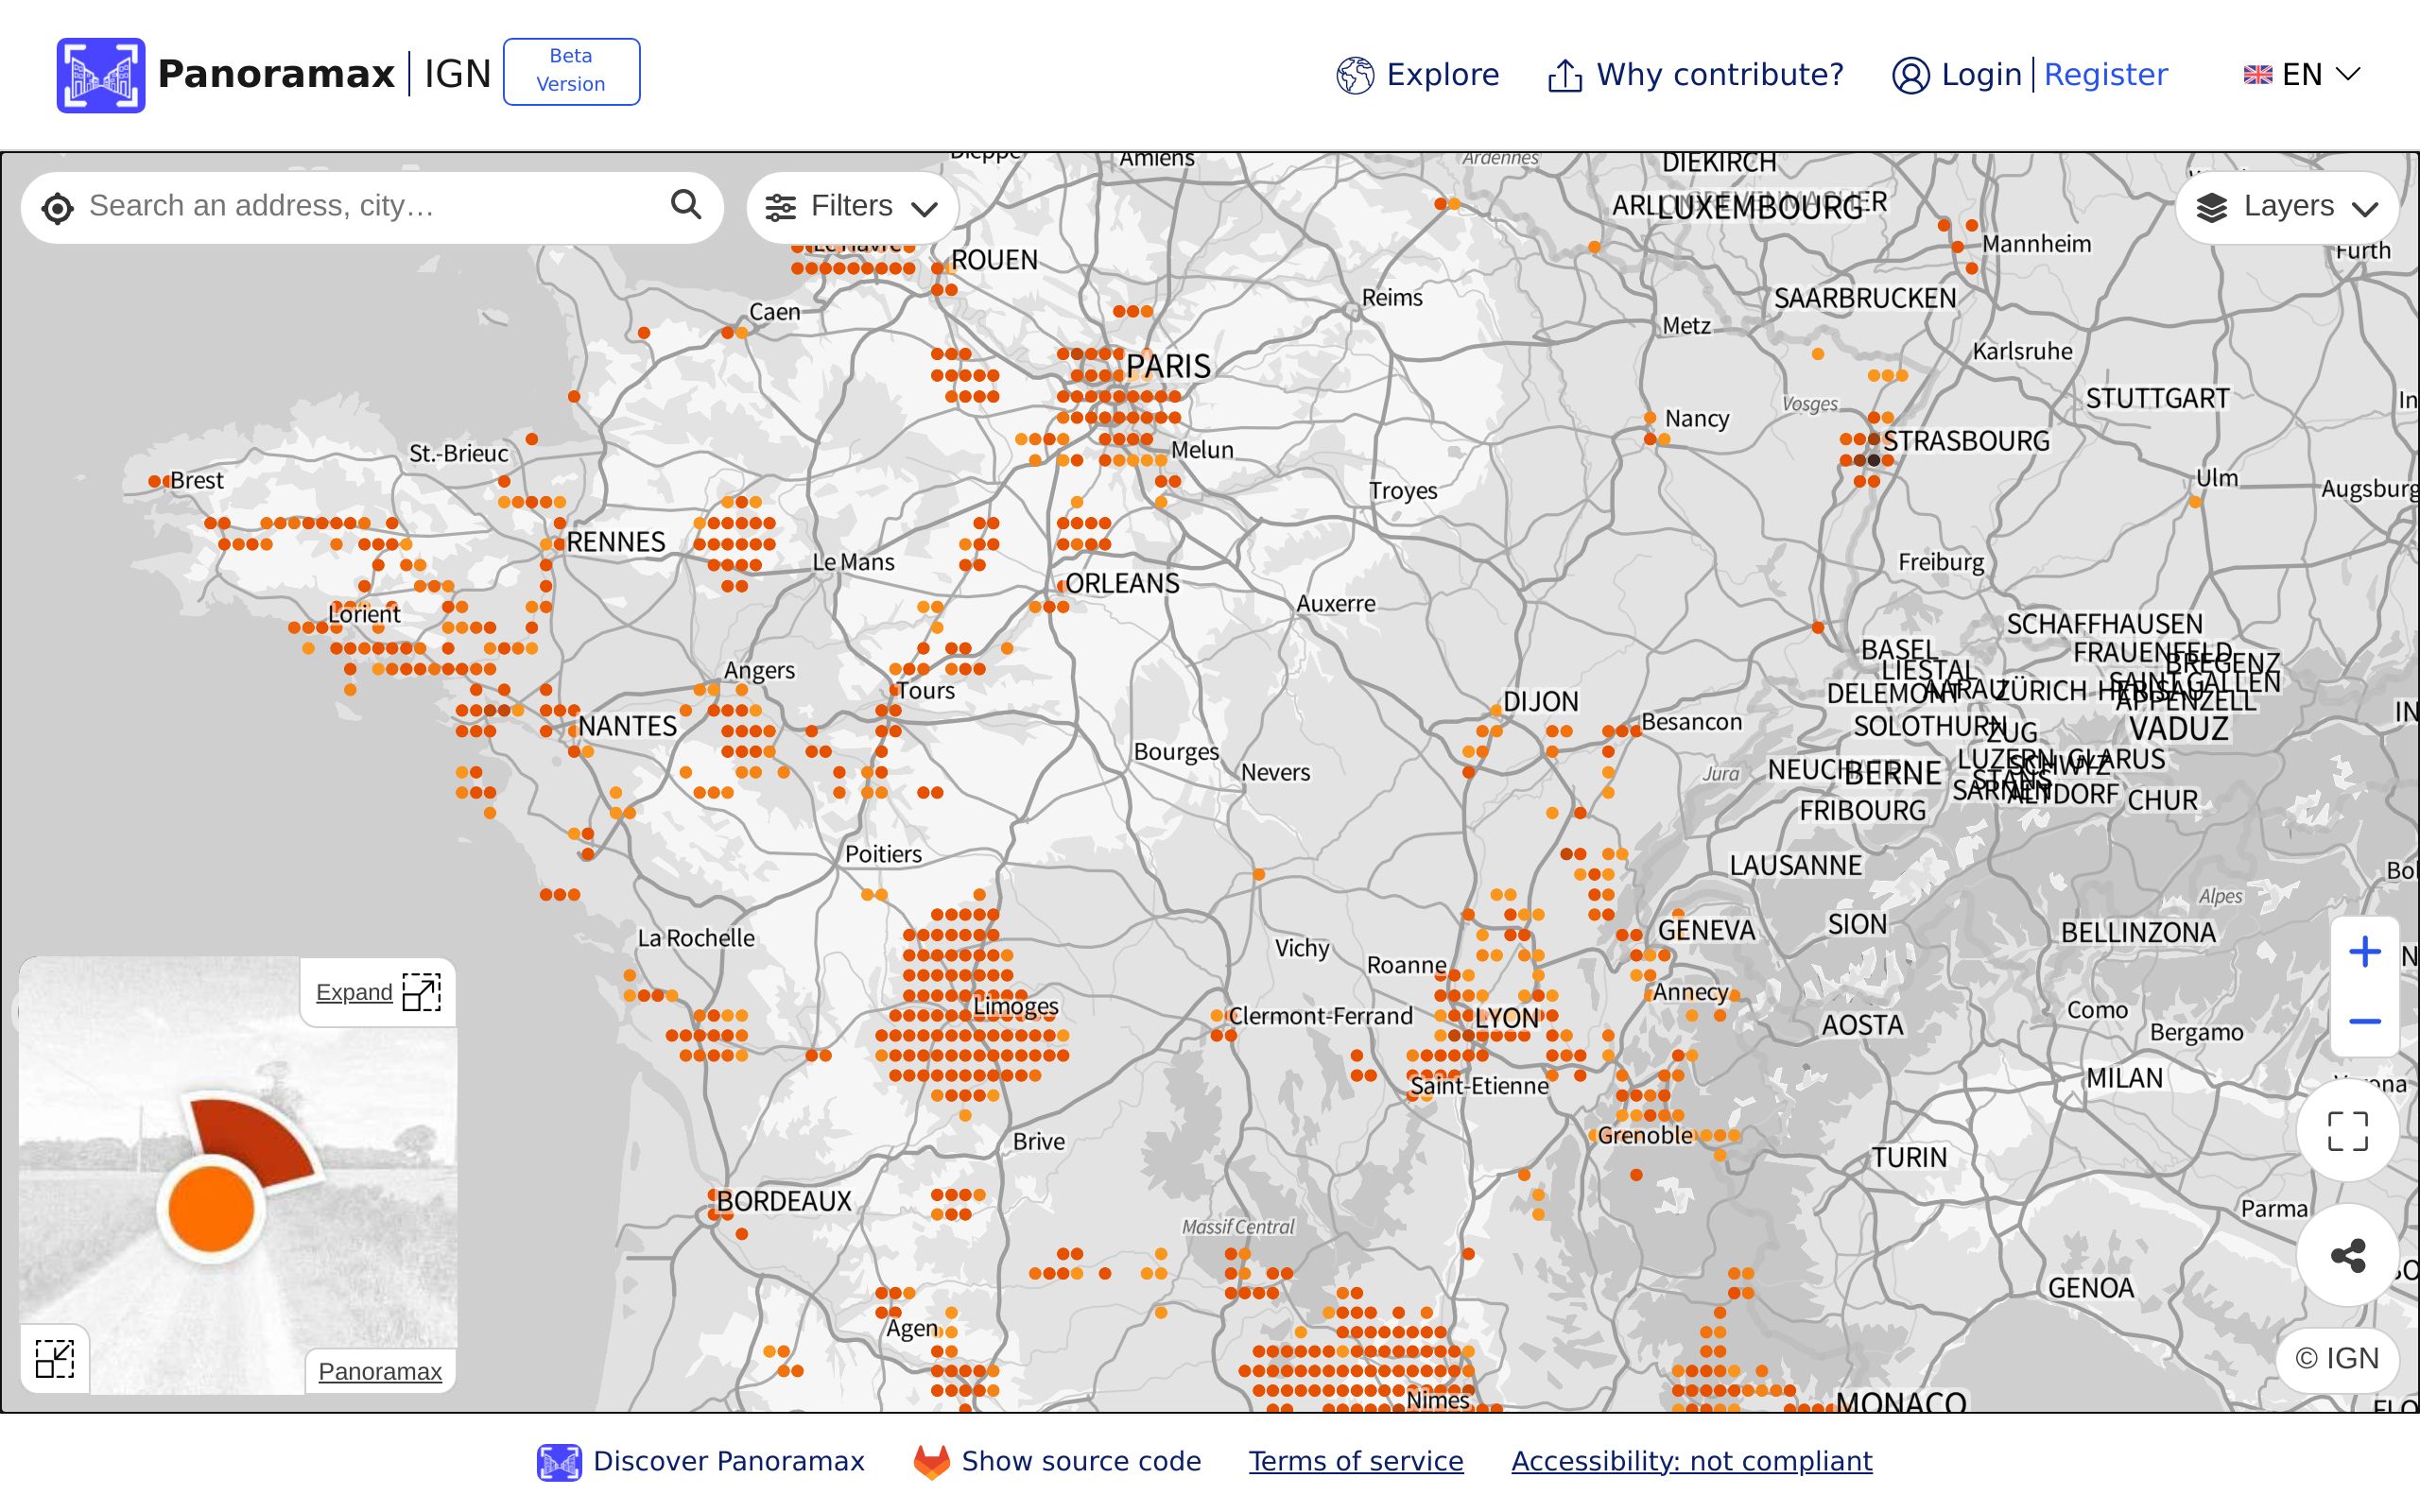 Panoramax | IGN
Beta
Version
Explore
Why contribute?
Login | Register
EN
Search an address, city…
Filters
Layers
Dieppe
Amiens
Ardennes
DIEKIRCH
LUXEMBOURG
Le Havre
ROUEN
Mannheim
Furth
Caen
Reims
SAARBRUCKEN
Metz
PARIS
Karlsruhe
STUTTGART
Vosges
Nancy
St.-Brieuc
Melun
STRASBOURG
Brest
Troyes
Ulm
Augsburg
RENNES
Le Mans
Freiburg
ORLEANS
Auxerre
Lorient
SCHAFFHAUSEN
BASEL
FRAUENFELD
BREGENZ
LIESTAL
Angers
Tours
SAINT GALLEN
DELEMONT
AARAU
ZÜRICH
HERISAU
APPENZELL
DIJON
Besancon
NANTES
SOLOTHURN
ZUG
VADUZ
Bourges
Nevers
LUZERN
GLARUS
SCHWYZ
Jura
BERNE
STANS
SARNEN
ALTDORF
CHUR
FRIBOURG
Poitiers
LAUSANNE
Alpes
La Rochelle
GENEVA
SION
BELLINZONA
Vichy
Roanne
Limoges
Annecy
Clermont-Ferrand
LYON
Como
AOSTA
Bergamo
Saint-Etienne
MILAN
Brive
Grenoble
TURIN
BORDEAUX
Parma
Massif Central
GENOA
Agen
Nimes
MONACO
Expand
Panoramax
+
−
© IGN
Discover Panoramax
Show source code
Terms of service
Accessibility: not compliant